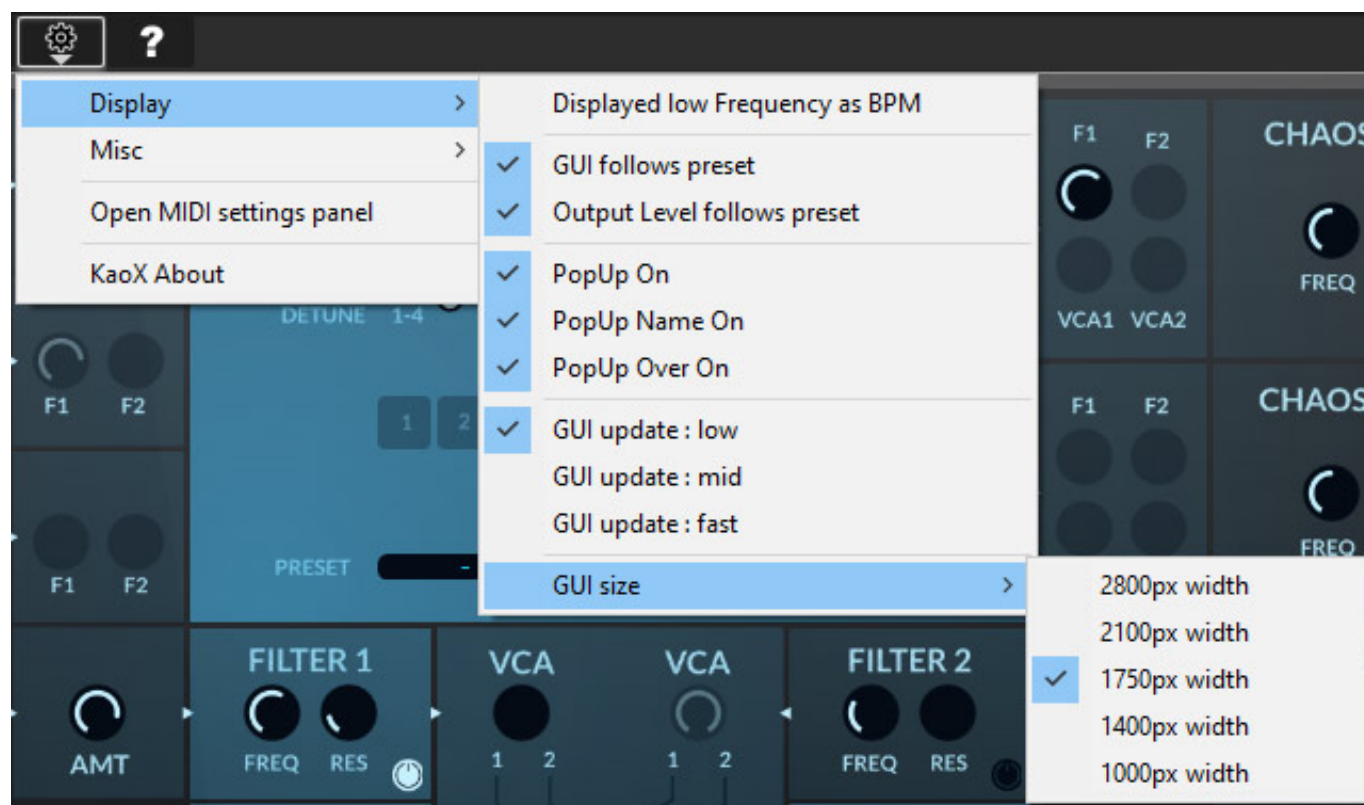 ?
Display
Misc
Open MIDI settings panel
KaoX About
Displayed low Frequency as BPM
GUI follows preset
Output Level follows preset
PopUp On
PopUp Name On
PopUp Over On
GUI update : low
GUI update : mid
GUI update : fast
GUI size
2800px width
2100px width
1750px width
1400px width
1000px width
F1 F2 CHAOS
FREQ
VCA1 VCA2
DETUNE 1-4
F1 F2
1 2
F1 F2 CHAOS
FREQ
PRESET -
F1 F2
FILTER 1 VCA VCA FILTER 2
AMT FREQ RES 1 2 1 2 FREQ RES